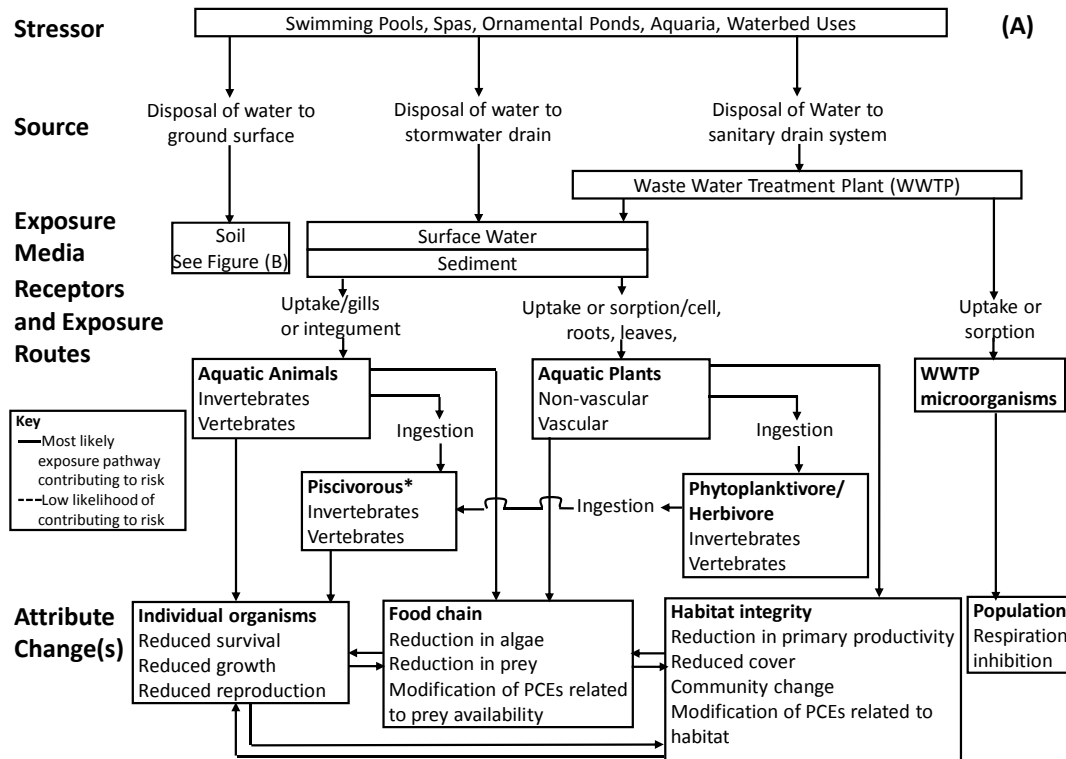 Stressor
Swimming Pools, Spas, Ornamental Ponds, Aquaria, Waterbed Uses
(A)
Source
Disposal of water to
ground surface
Disposal of water to
stormwater drain
Disposal of Water to
sanitary drain system
Waste Water Treatment Plant (WWTP)
Exposure
Media
Soil
See Figure (B)
Surface Water
Sediment
Receptors
and Exposure
Routes
Uptake/gills
or integument
Uptake or sorption/cell,
roots, leaves,
Uptake or
sorption
Aquatic Animals
Invertebrates
Vertebrates
Aquatic Plants
Non-vascular
Vascular
WWTP
microorganisms
Key
Most likely
exposure pathway
contributing to risk
Low likelihood of
contributing to risk
Ingestion
Ingestion
Piscivorous*
Invertebrates
Vertebrates
Ingestion
Phytoplanktivore/
Herbivore
Invertebrates
Vertebrates
Attribute
Change(s)
Individual organisms
Reduced survival
Reduced growth
Reduced reproduction
Food chain
Reduction in algae
Reduction in prey
Modification of PCEs related
to prey availability
Habitat integrity
Reduction in primary productivity
Reduced cover
Community change
Modification of PCEs related to
habitat
Population
Respiration
inhibition